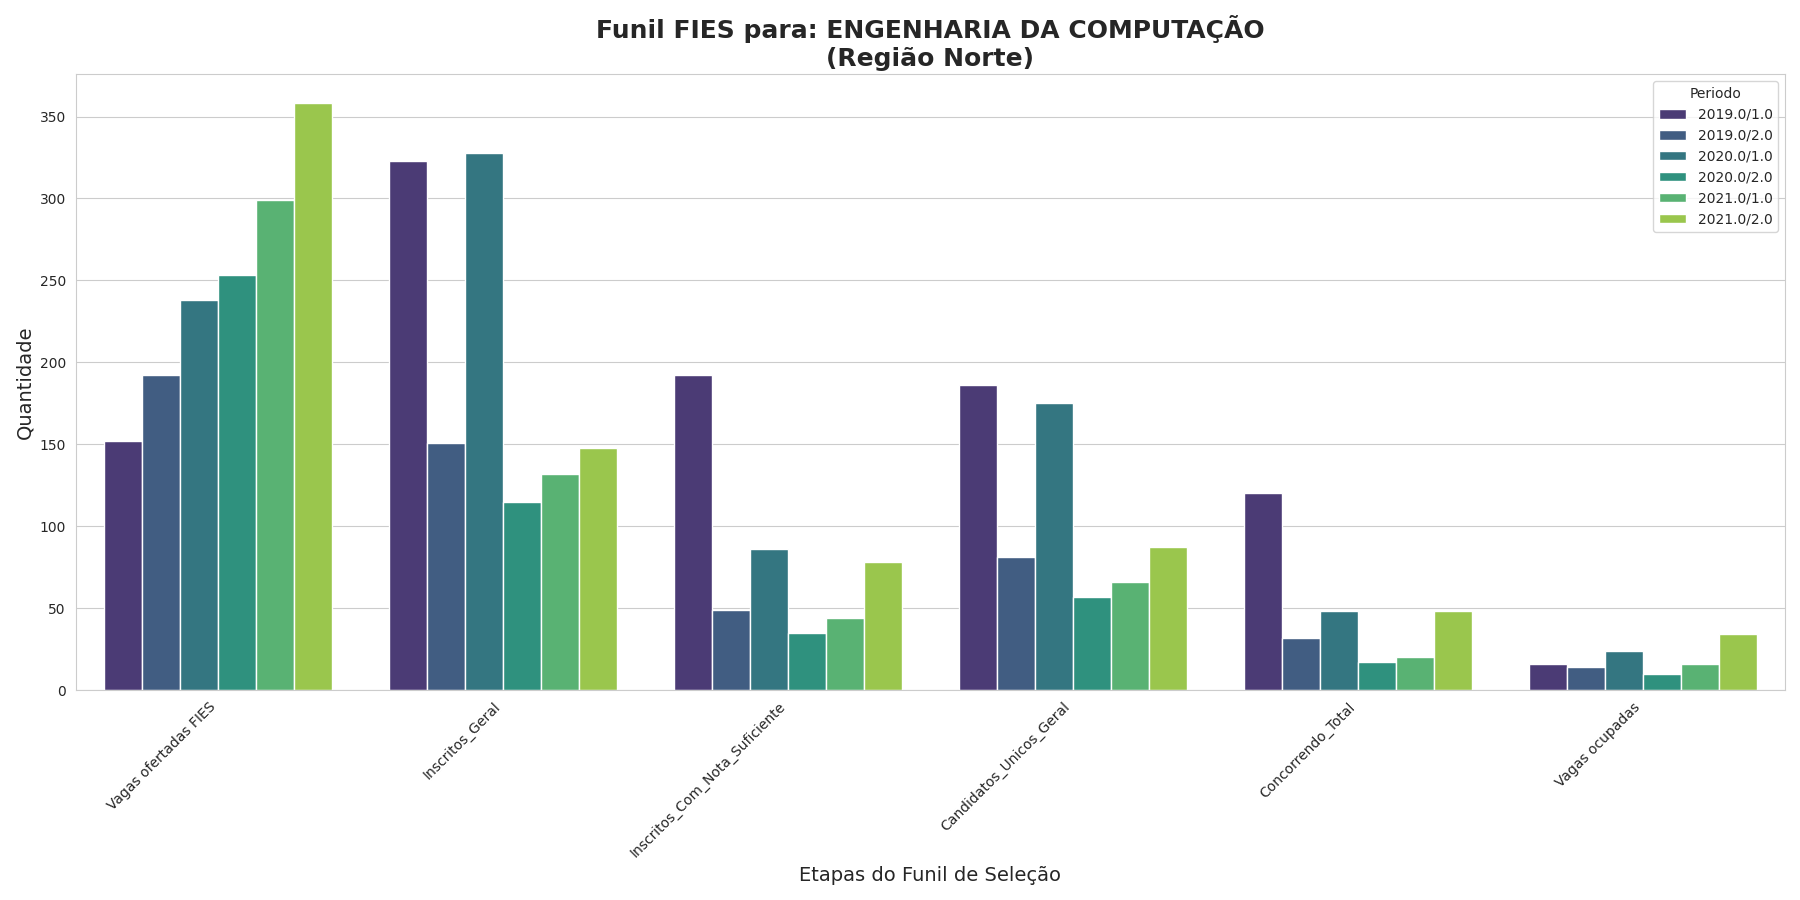 Funil FIES para: ENGENHARIA DA COMPUTAÇÃO
(Região Norte)
Periodo
2019.0/1.0
2019.0/2.0
2020.0/1.0
2020.0/2.0
2021.0/1.0
2021.0/2.0
Quantidade
350
300
250
200
150
100
50
0
Vagas ofertadas FIES
Inscritos_Geral
Inscritos_Com_Nota_Suficiente
Candidatos_Unicos_Geral
Concorrendo_Total
Vagas ocupadas
Etapas do Funil de Seleção